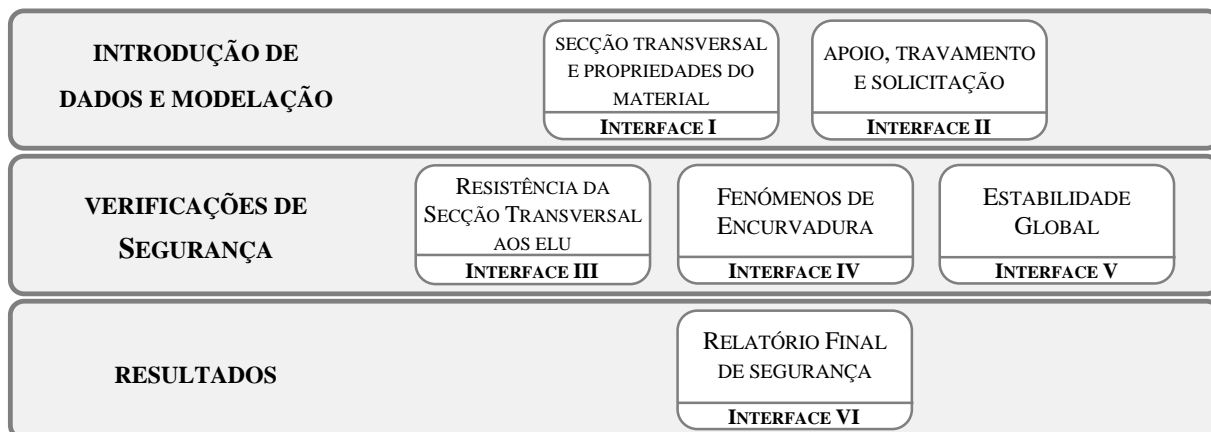 INTRODUÇÃO DE
DADOS E MODELAÇÃO
SECÇÃO TRANSVERSAL
E PROPRIEDADES DO
MATERIAL
INTERFACE I
APOIO, TRAVAMENTO
E SOLICITAÇÃO
INTERFACE II
VERIFICAÇÕES DE
SEGURANÇA
RESISTÊNCIA DA
SECÇÃO TRANSVERSAL
AOS ELU
INTERFACE III
FENÓMENOS DE
ENCURVADURA
INTERFACE IV
ESTABILIDADE
GLOBAL
INTERFACE V
RESULTADOS
RELATÓRIO FINAL
DE SEGURANÇA
INTERFACE VI